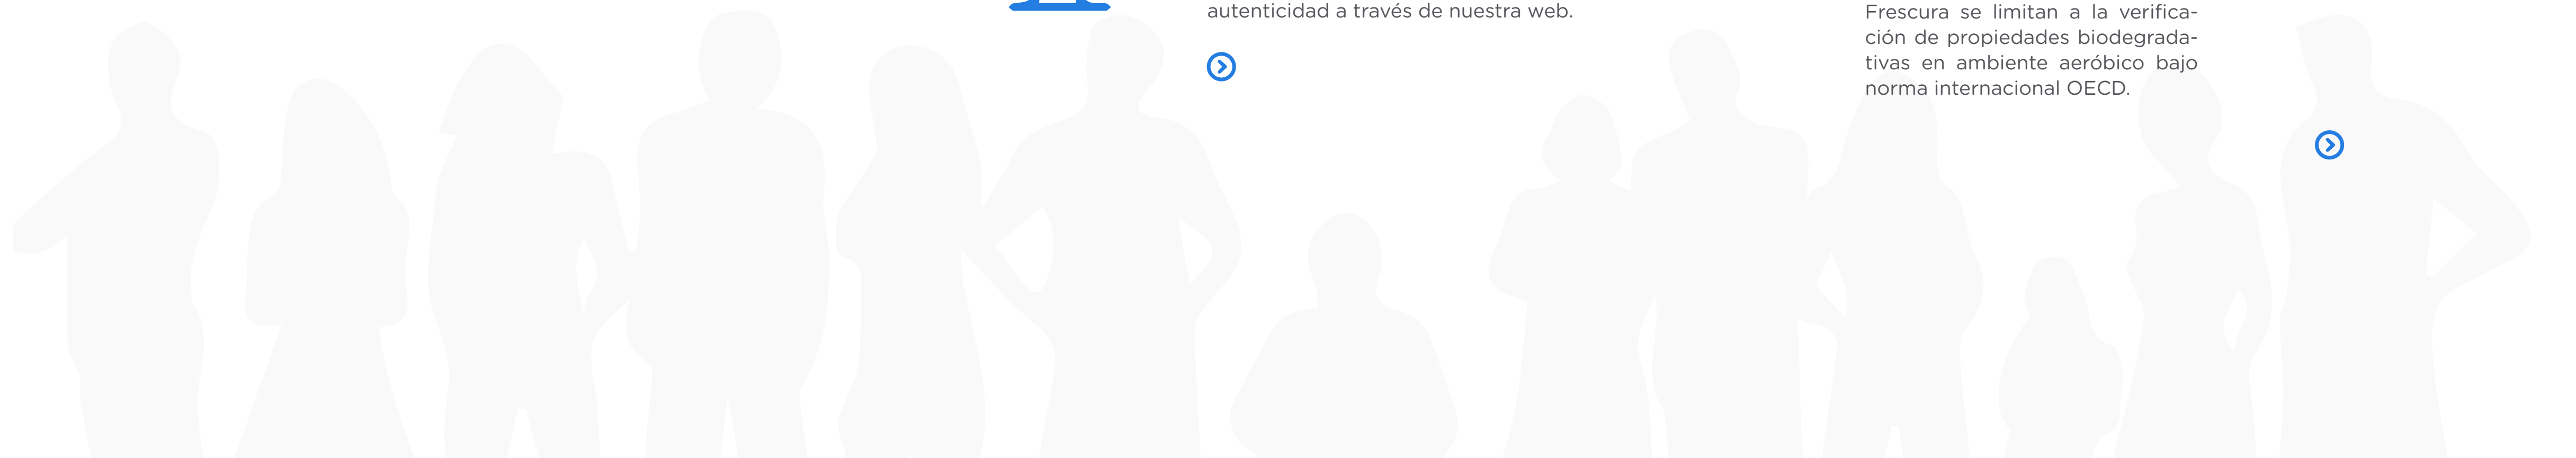 autenticidad a través de nuestra web.
Frescura se limitan a la verifica-
ción de propiedades biodegrada-
tivas en ambiente aeróbico bajo
norma internacional OECD.